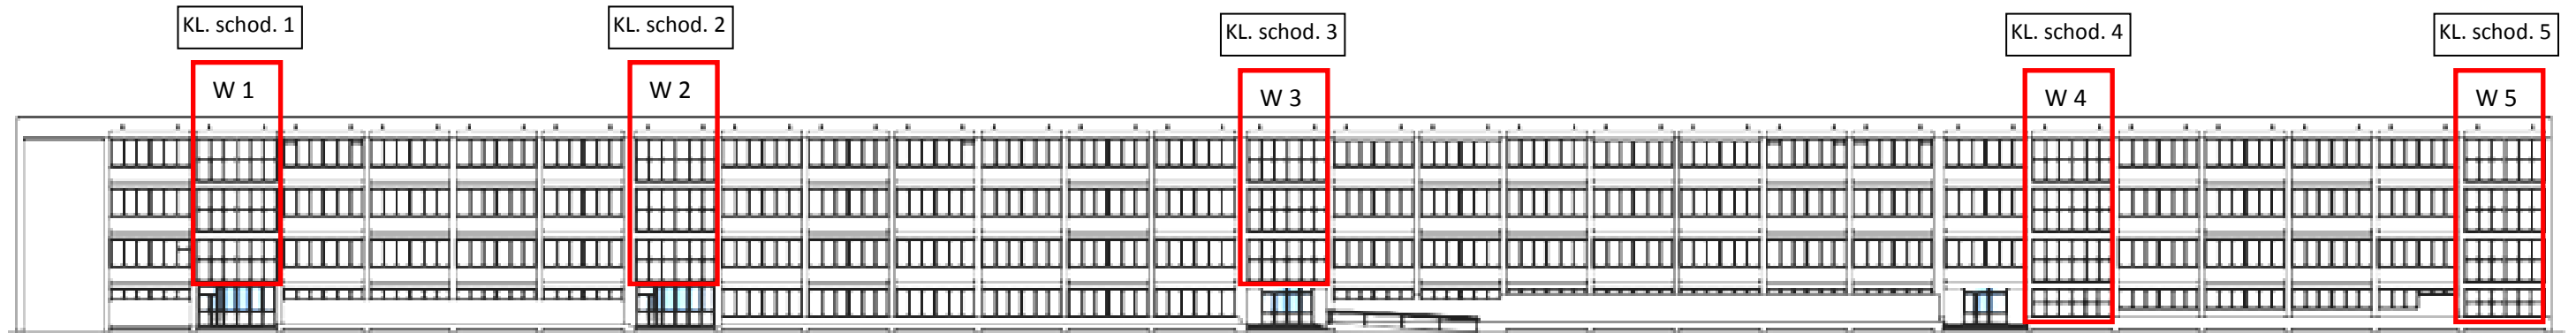 KL. schod. 1
KL. schod. 2
KL. schod. 3
KL. schod. 4
KL. schod. 5
W 1
W 2
W 3
W 4
W 5